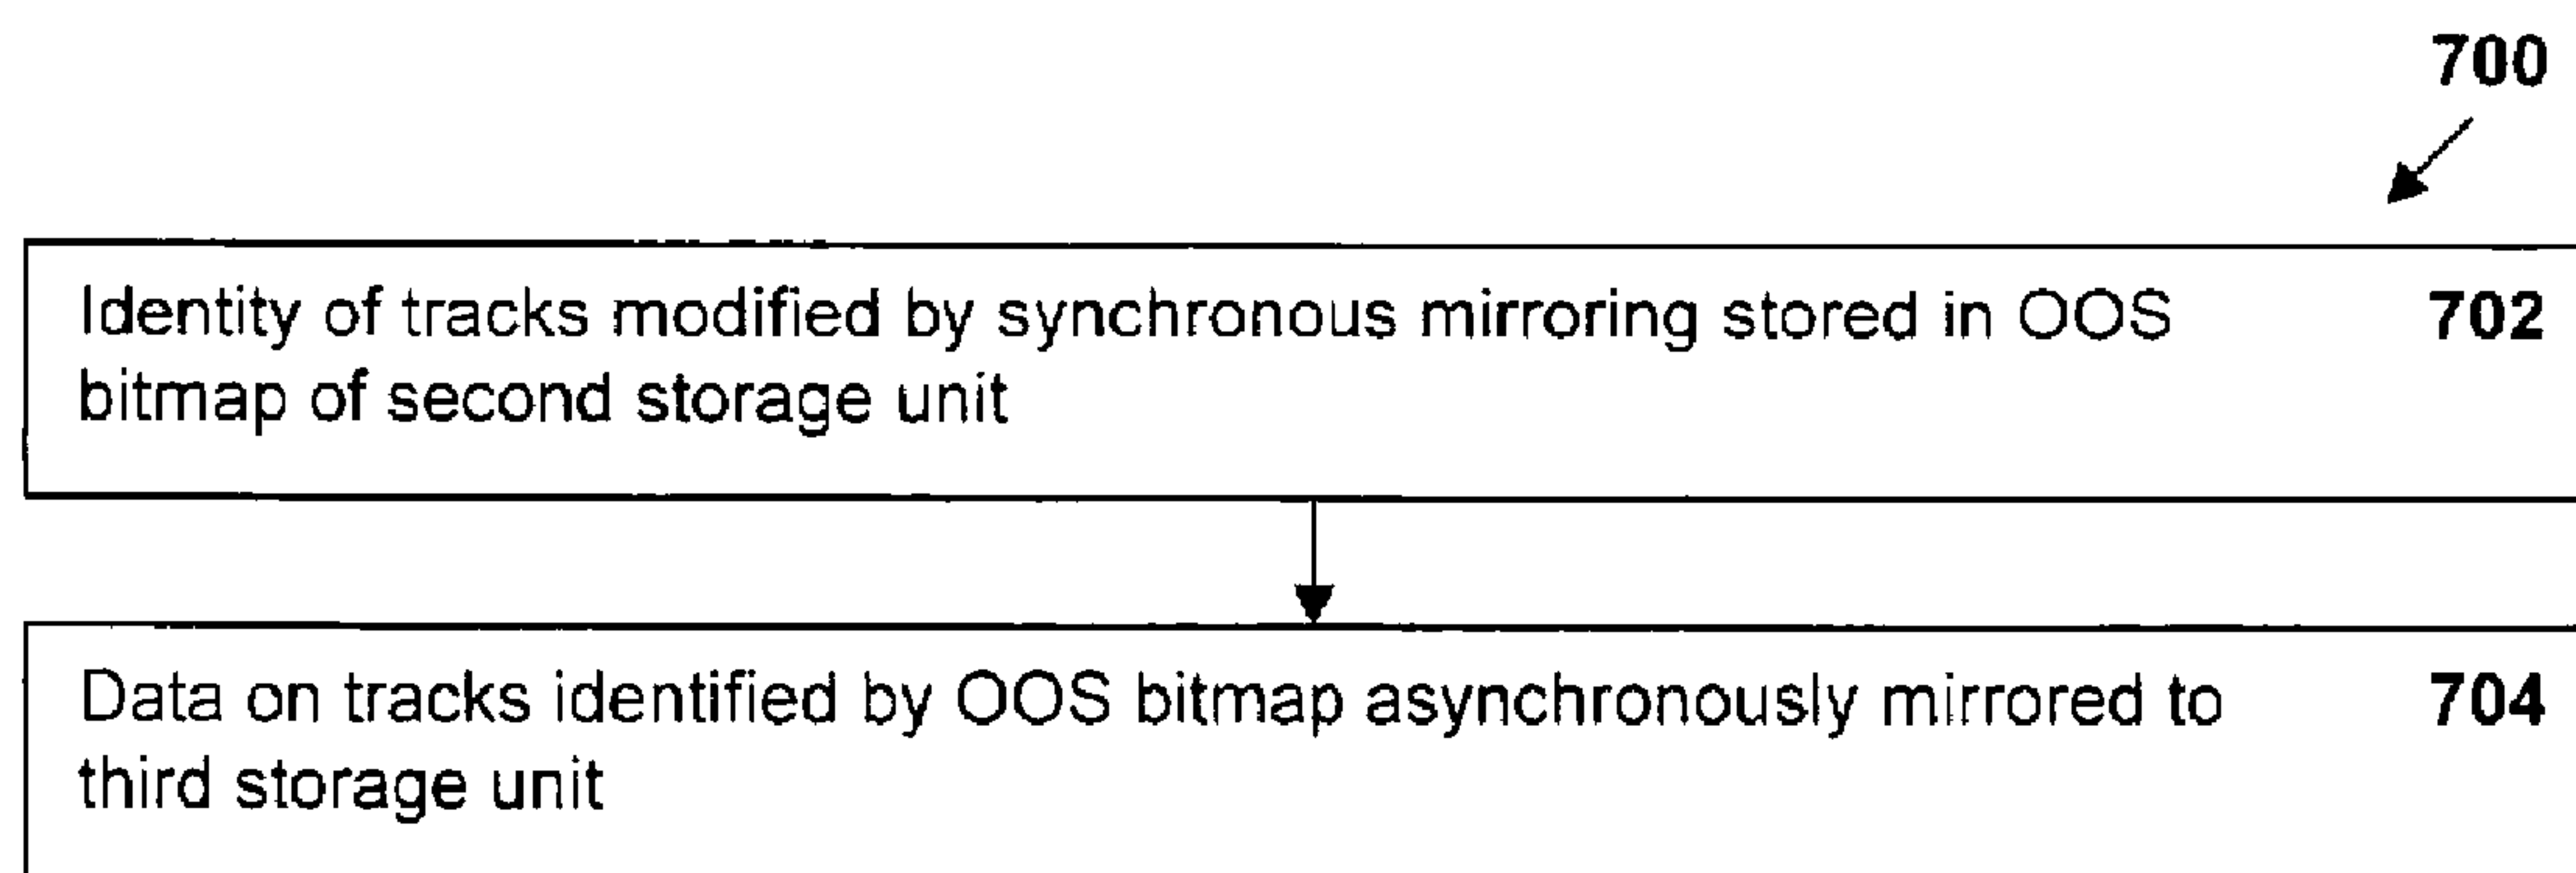 700
Identity of tracks modified by synchronous mirroring stored in OOS 702
bitmap of second storage unit
Data on tracks identified by OOS bitmap asynchronously mirrored to 704
third storage unit